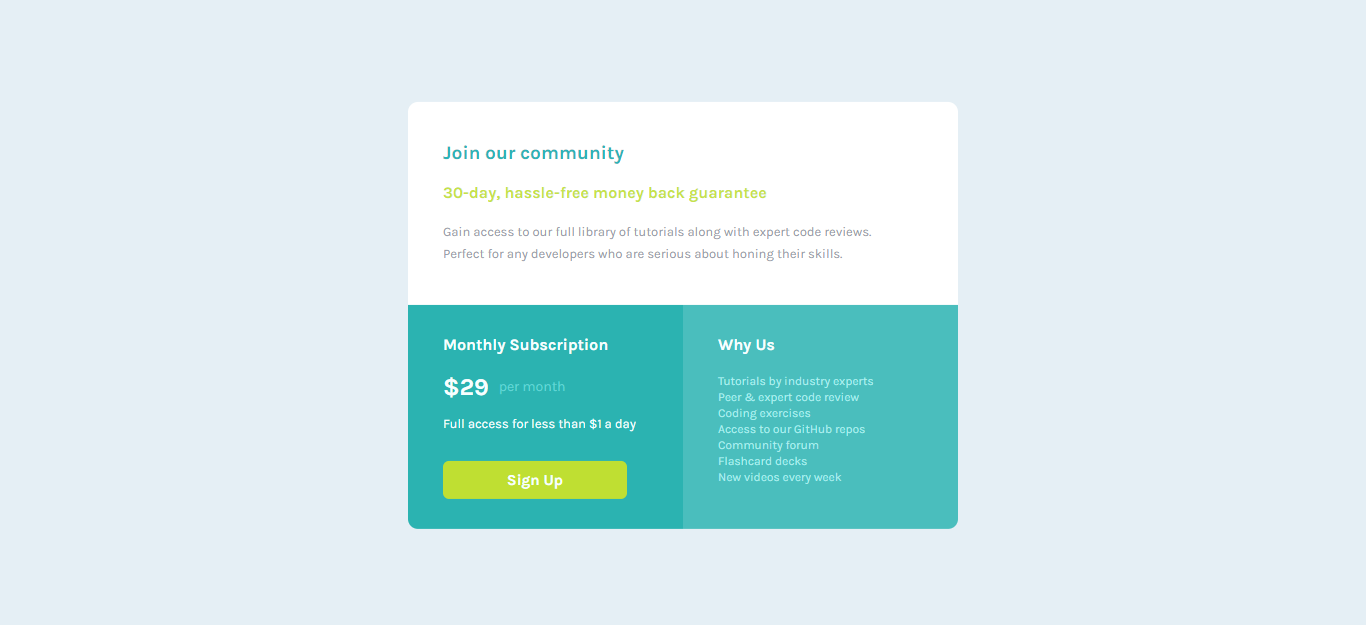 Join our community
30-day, hassle-free money back guarantee
Gain access to our full library of tutorials along with expert code reviews.
Perfect for any developers who are serious about honing their skills.
Monthly Subscription
$29 per month
Full access for less than $1 a day
Sign Up
Why Us
Tutorials by industry experts
Peer & expert code review
Coding exercises
Access to our GitHub repos
Community forum
Flashcard decks
New videos every week